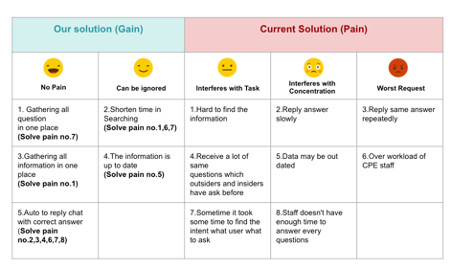 Our solution (Gain)
Current Solution (Pain)
No Pain
Can be ignored
Interferes with Task
Interferes with
Concentration
Worst Request
1. Gathering all
question
in one place
(Solve pain no.7)
2.Shorten time in
Searching
(Solve pain no.1,6,7)
1.Hard to find the
information
2.Reply answer
slowly
3.Reply same answer
repeatedly
3.Gathering all
information in one
place
(Solve pain no.1)
4.The information is
up to date
(Solve pain no.5)
4.Receive a lot of
same
questions which
outsiders and insiders
have ask before
5.Data may be out
dated
6.Over workload of
CPE staff
5.Auto to reply chat
with correct answer
(Solve pain
no.2,3,4,6,7,8)
7.Sometime it took
some time to find the
intent what user what
to ask
8.Staff doesn't have
enough time to
answer every
questions